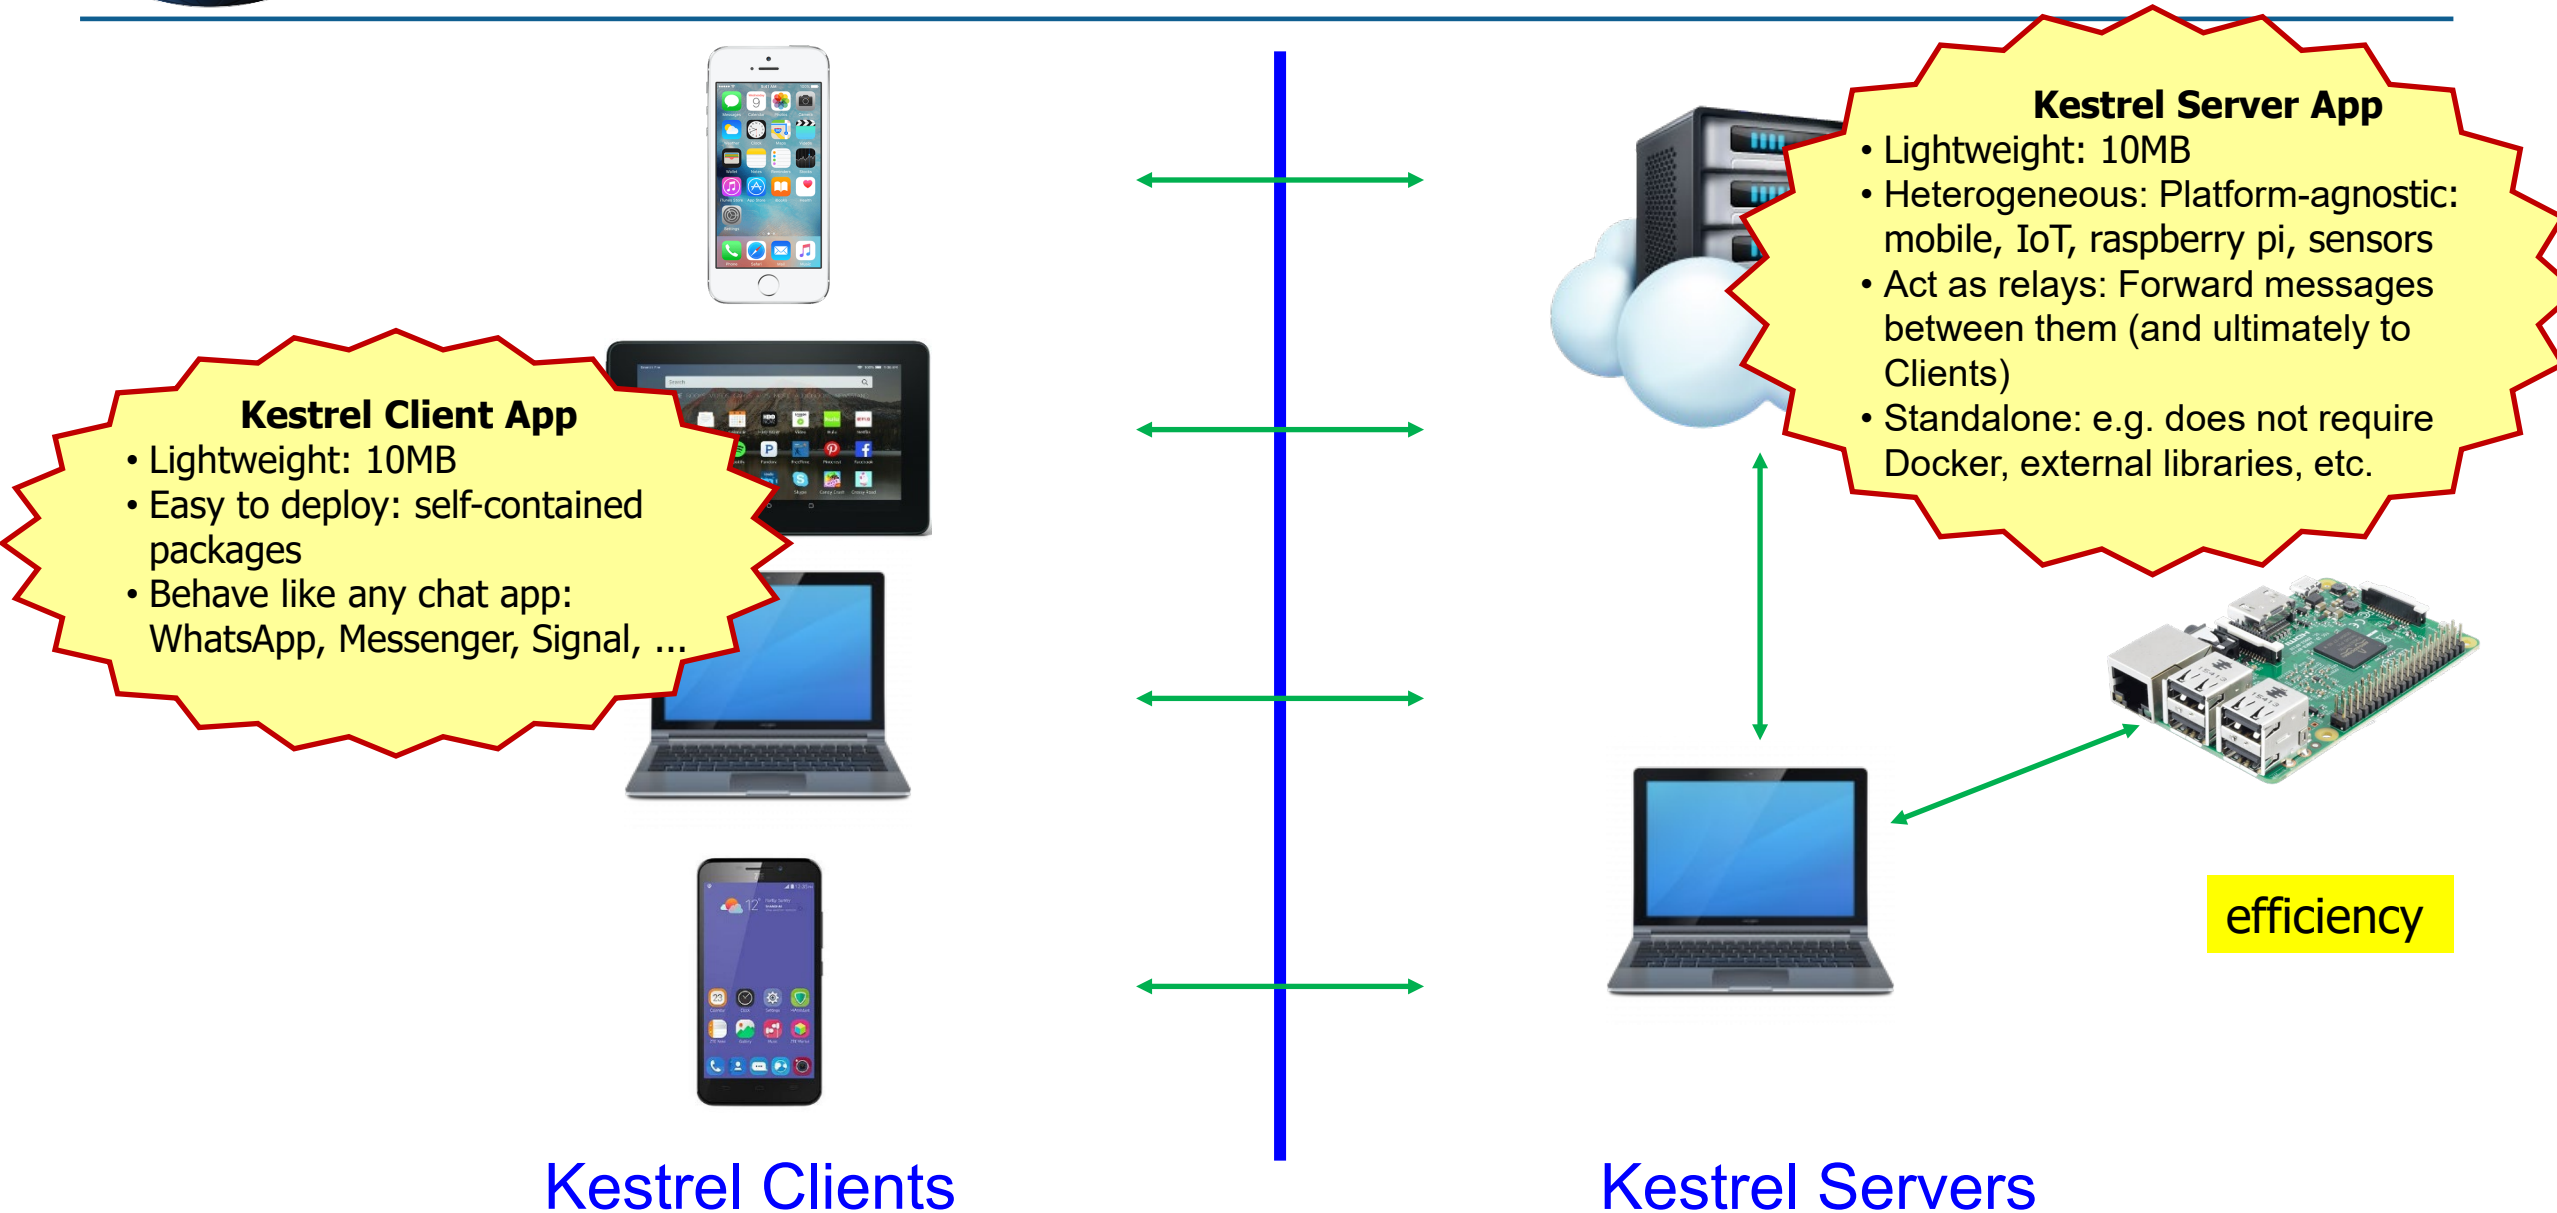 Kestrel Server App
• Lightweight: 10MB
• Heterogeneous: Platform-agnostic:
mobile, IoT, raspberry pi, sensors
• Act as relays: Forward messages
between them (and ultimately to
Clients)
• Standalone: e.g. does not require
Docker, external libraries, etc.
Kestrel Client App
• Lightweight: 10MB
• Easy to deploy: self-contained
packages
• Behave like any chat app:
WhatsApp, Messenger, Signal, ...
efficiency
Kestrel Clients
Kestrel Servers